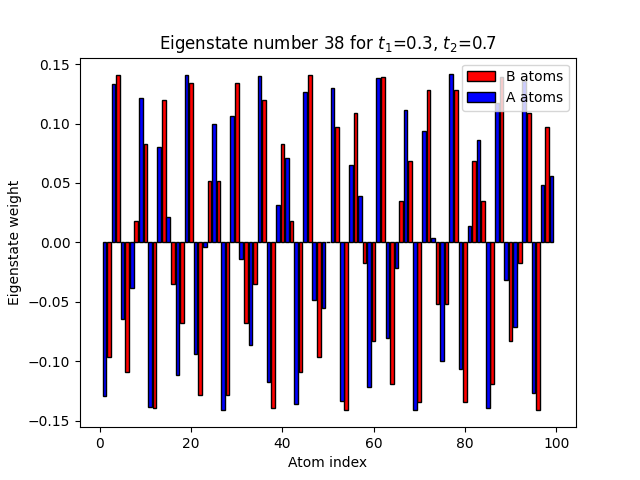 Eigenstate number 38 for t₁=0.3, t₂=0.7
Eigenstate weight
0.15
0.10
0.05
0.00
−0.05
−0.10
−0.15
B atoms
A atoms
0 20 40 60 80 100
Atom index